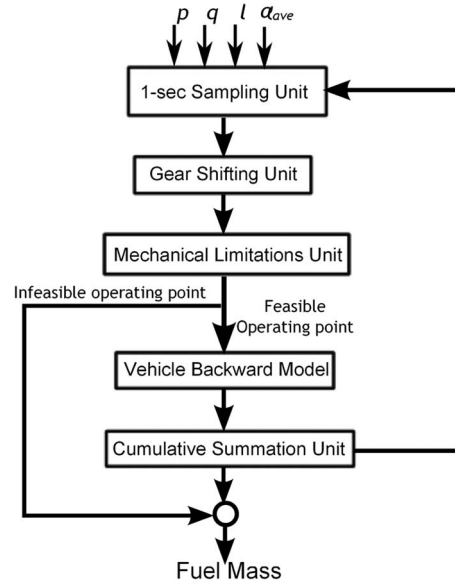 p q l αave
1-sec Sampling Unit
Gear Shifting Unit
Mechanical Limitations Unit
Infeasible operating point
Feasible
Operating point
Vehicle Backward Model
Cumulative Summation Unit
Fuel Mass